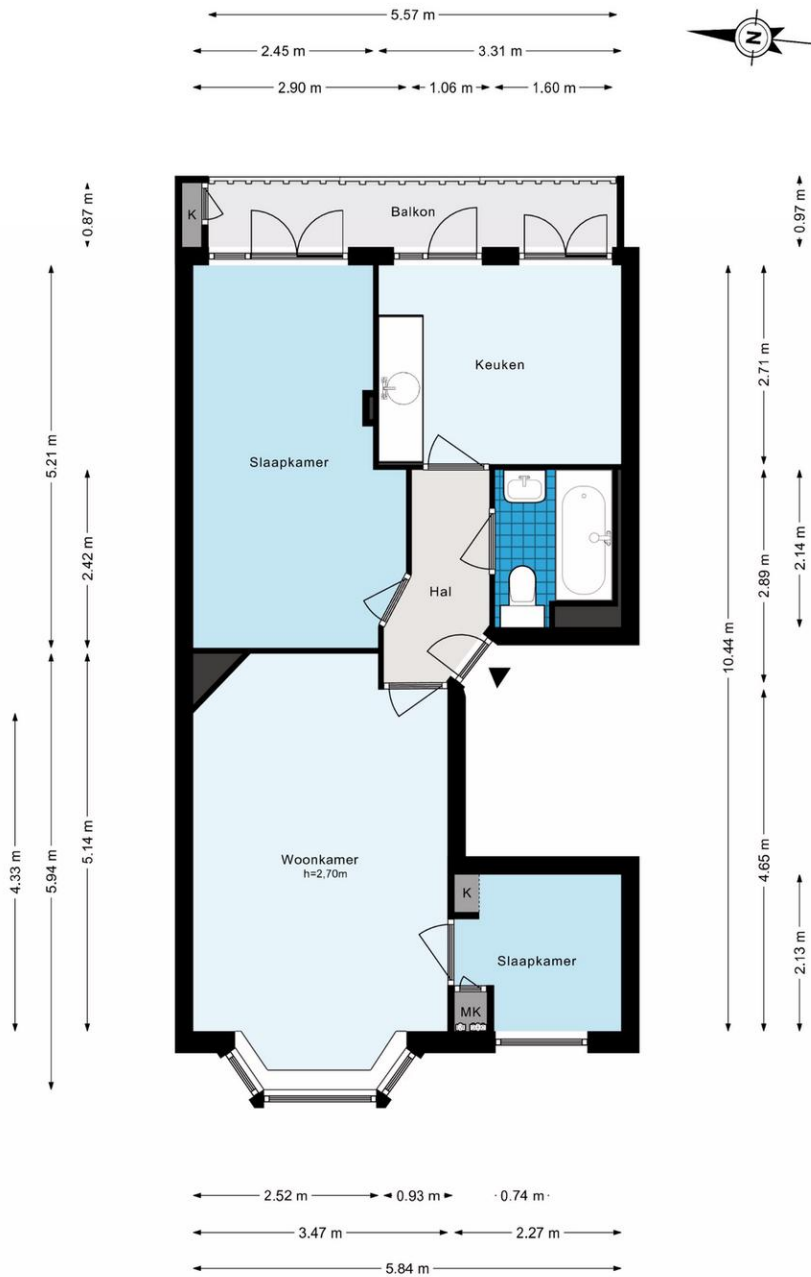 5.57 m
2.45 m
3.31 m
2.90 m
1.06 m
1.60 m
N
0.87 m
0.97 m
K
Balkon
5.21 m
2.42 m
Slaapkamer
Keuken
Hal
10.44 m
2.71 m
2.89 m
2.14 m
4.33 m
5.94 m
5.14 m
Woonkamer
h=2,70m
K
Slaapkamer
MK
4.65 m
2.13 m
2.52 m
0.93 m
0.74 m
3.47 m
2.27 m
5.84 m